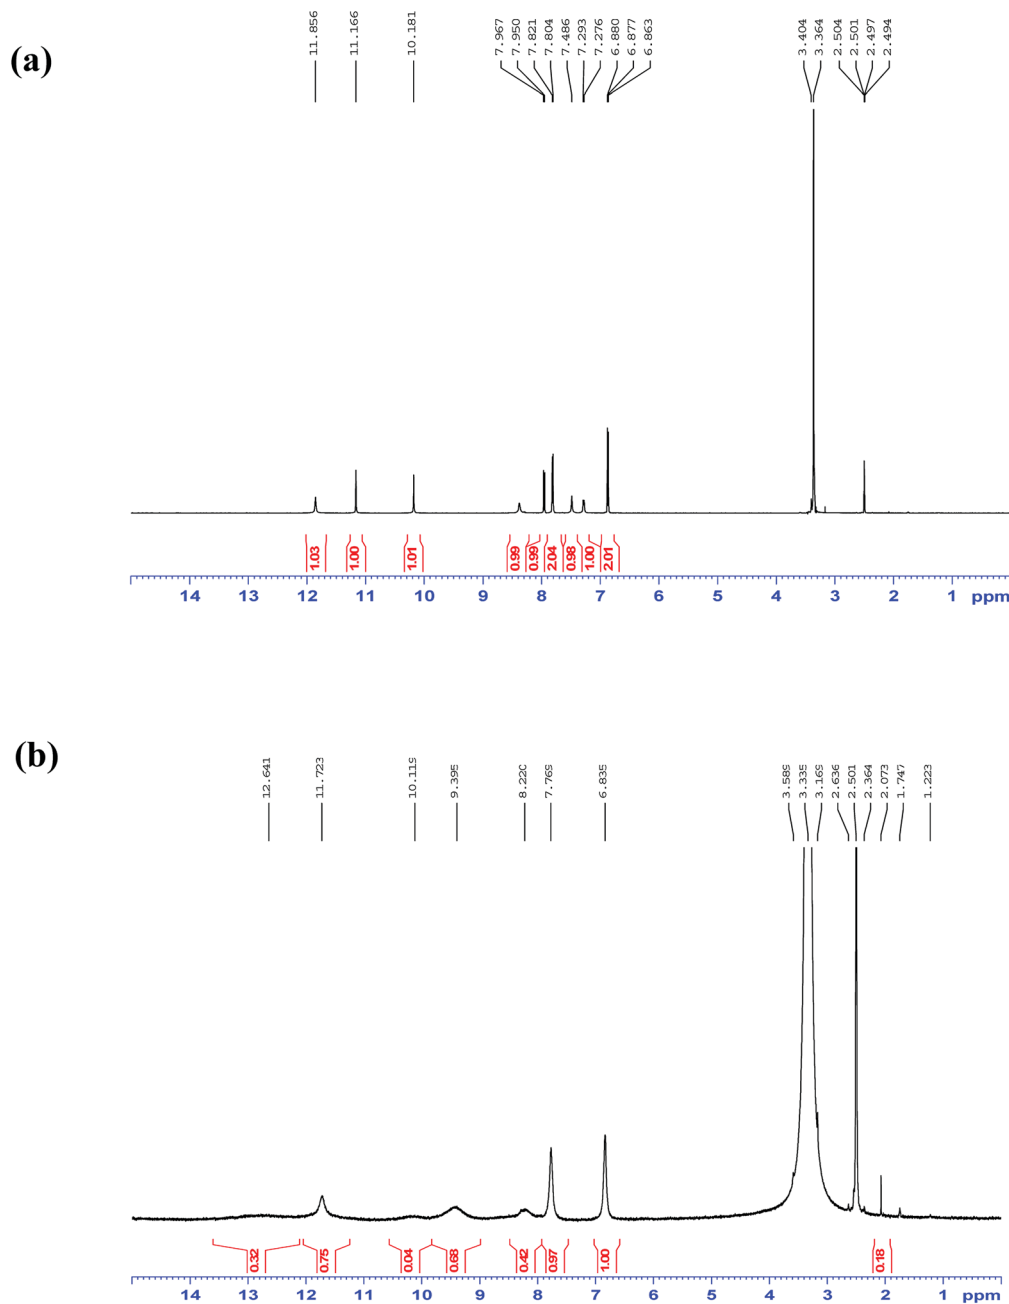 (a)
11.856 11.166 10.181 7.967 7.950 7.821 7.804 7.486 7.293 7.276 6.880 6.877 6.863 3.404 3.364 2.504 2.501 2.497 2.494
1.03 1.00 1.01 0.99 0.99 2.04 0.98 1.00 2.01
14 13 12 11 10 9 8 7 6 5 4 3 2 1 ppm
(b)
12.641 11.723 10.119 9.395 8.220 7.769 6.835 3.589 3.335 3.169 2.636 2.501 2.364 2.073 1.747 1.223
0.32 0.75 0.04 0.68 0.42 0.97 1.00 0.18
14 13 12 11 10 9 8 7 6 5 4 3 2 1 ppm